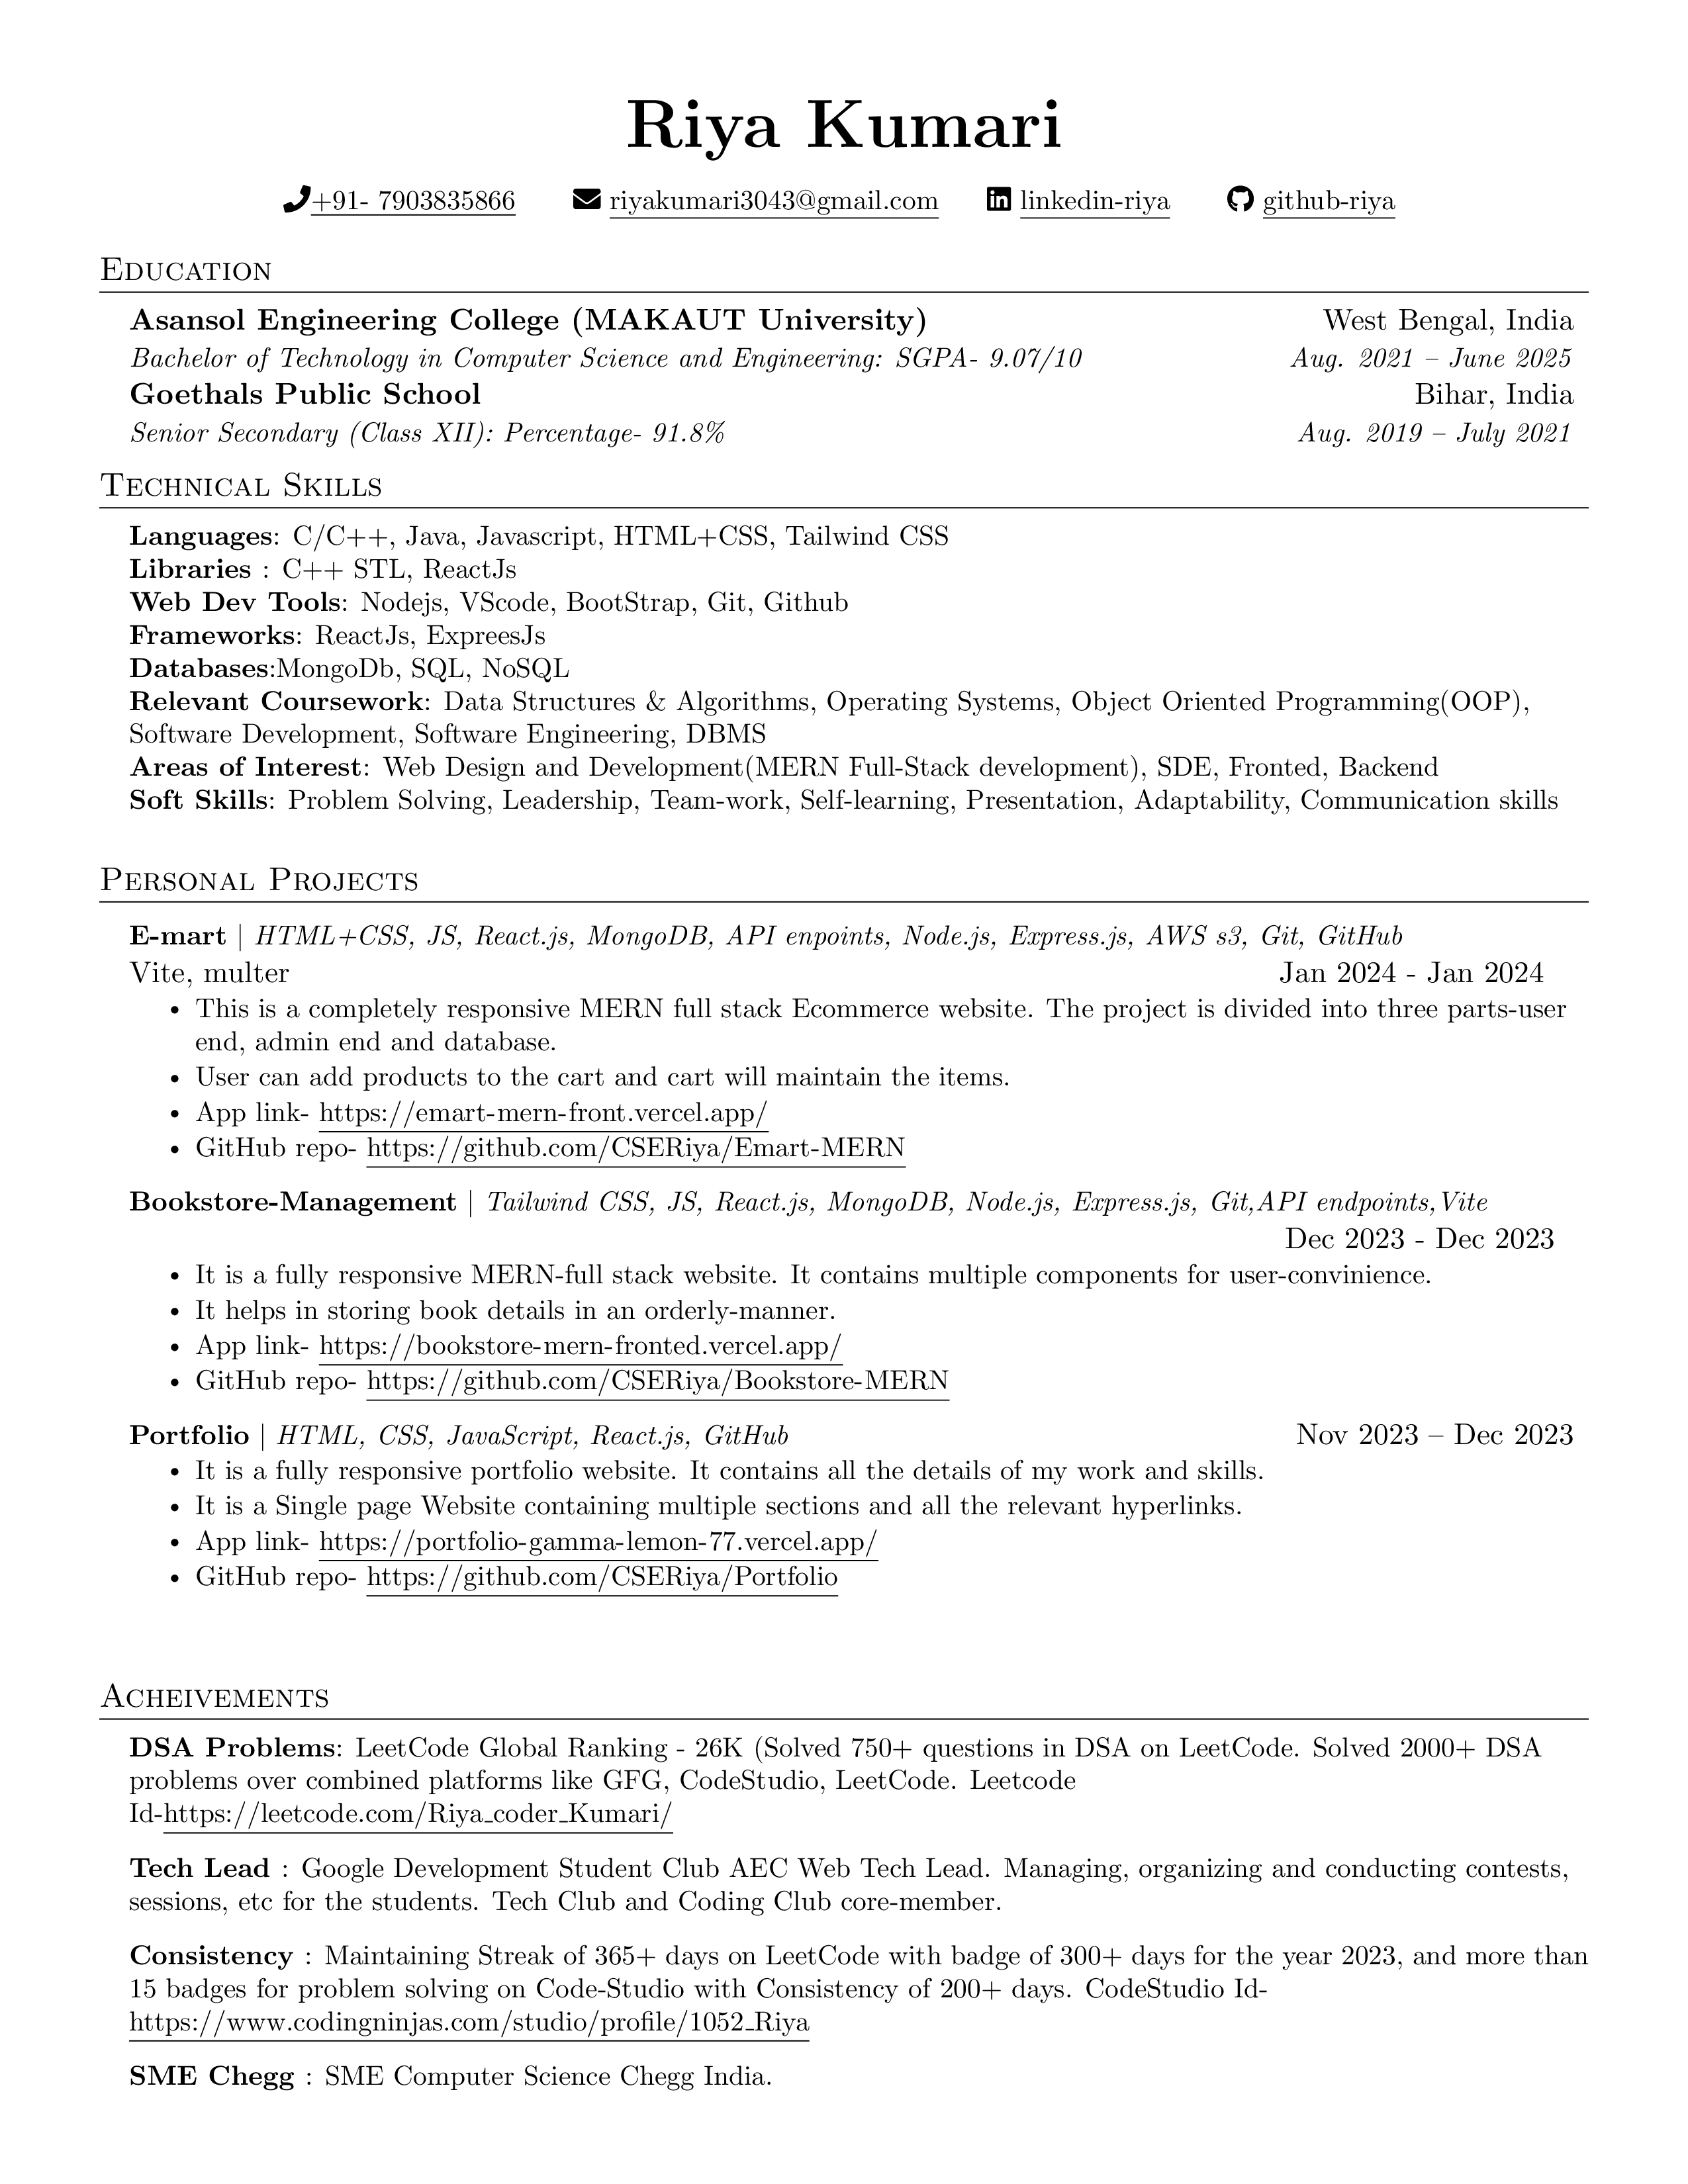 Riya Kumari
+91- 7903835866 riyakumari3043@gmail.com linkedin-riya github-riya
Education
Asansol Engineering College (MAKAUT University) West Bengal, India
Bachelor of Technology in Computer Science and Engineering: SGPA- 9.07/10 Aug. 2021 – June 2025
Goethals Public School Bihar, India
Senior Secondary (Class XII): Percentage- 91.8% Aug. 2019 – July 2021
Technical Skills
Languages: C/C++, Java, Javascript, HTML+CSS, Tailwind CSS
Libraries : C++ STL, ReactJs
Web Dev Tools: Nodejs, VScode, BootStrap, Git, Github
Frameworks: ReactJs, ExpreesJs
Databases:MongoDb, SQL, NoSQL
Relevant Coursework: Data Structures & Algorithms, Operating Systems, Object Oriented Programming(OOP),
Software Development, Software Engineering, DBMS
Areas of Interest: Web Design and Development(MERN Full-Stack development), SDE, Fronted, Backend
Soft Skills: Problem Solving, Leadership, Team-work, Self-learning, Presentation, Adaptability, Communication skills
Personal Projects
E-mart | HTML+CSS, JS, React.js, MongoDB, API enpoints, Node.js, Express.js, AWS s3, Git, GitHub
Vite, multer Jan 2024 - Jan 2024
• This is a completely responsive MERN full stack Ecommerce website. The project is divided into three parts-user
end, admin end and database.
• User can add products to the cart and cart will maintain the items.
• App link- https://emart-mern-front.vercel.app/
• GitHub repo- https://github.com/CSERiya/Emart-MERN
Bookstore-Management | Tailwind CSS, JS, React.js, MongoDB, Node.js, Express.js, Git,API endpoints,Vite
Dec 2023 - Dec 2023
• It is a fully responsive MERN-full stack website. It contains multiple components for user-convinience.
• It helps in storing book details in an orderly-manner.
• App link- https://bookstore-mern-fronted.vercel.app/
• GitHub repo- https://github.com/CSERiya/Bookstore-MERN
Portfolio | HTML, CSS, JavaScript, React.js, GitHub Nov 2023 – Dec 2023
• It is a fully responsive portfolio website. It contains all the details of my work and skills.
• It is a Single page Website containing multiple sections and all the relevant hyperlinks.
• App link- https://portfolio-gamma-lemon-77.vercel.app/
• GitHub repo- https://github.com/CSERiya/Portfolio
Acheivements
DSA Problems: LeetCode Global Ranking - 26K (Solved 750+ questions in DSA on LeetCode. Solved 2000+ DSA
problems over combined platforms like GFG, CodeStudio, LeetCode. Leetcode
Id-https://leetcode.com/Riya_coder_Kumari/
Tech Lead : Google Development Student Club AEC Web Tech Lead. Managing, organizing and conducting contests,
sessions, etc for the students. Tech Club and Coding Club core-member.
Consistency : Maintaining Streak of 365+ days on LeetCode with badge of 300+ days for the year 2023, and more than
15 badges for problem solving on Code-Studio with Consistency of 200+ days. CodeStudio Id-
https://www.codingninjas.com/studio/profile/1052_Riya
SME Chegg : SME Computer Science Chegg India.